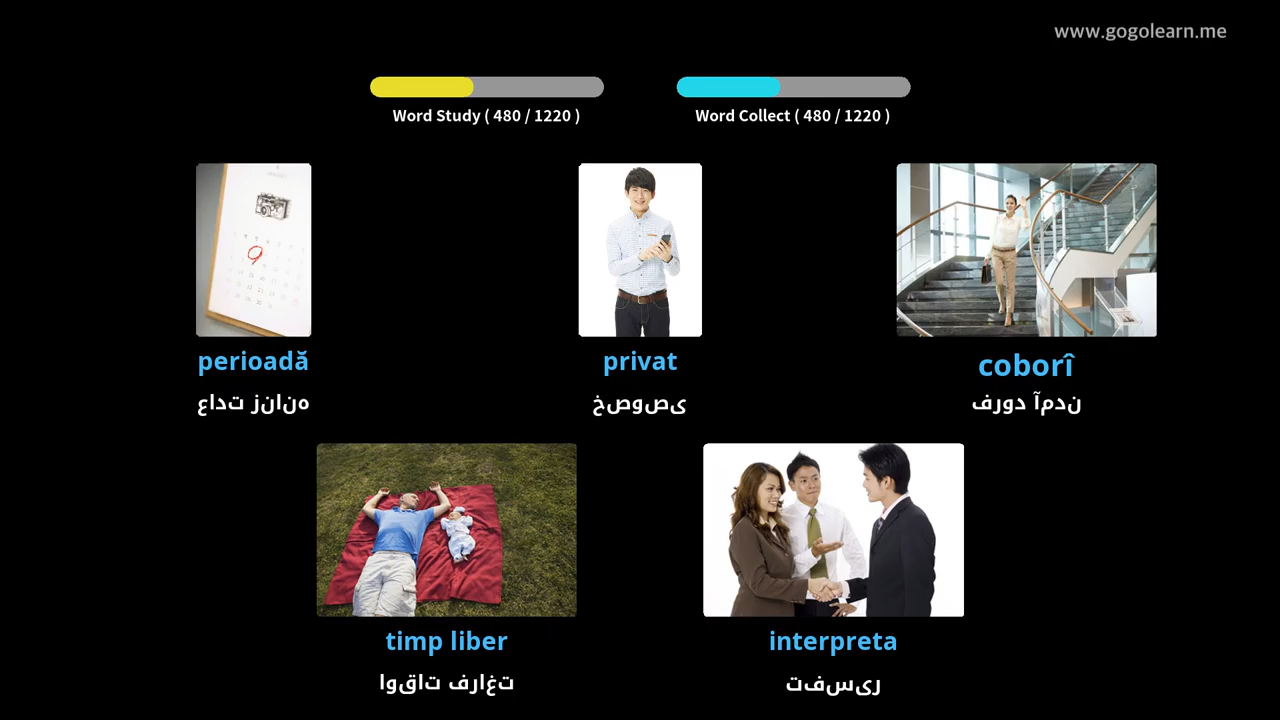 www.gogolearn.me
Word Study ( 480 / 1220 )
Word Collect ( 480 / 1220 )
perioadă
privat
coborî
عادت زنانه
خصوصی
فرود آمدن
timp liber
interpreta
اوقات فراغت
تفسیر